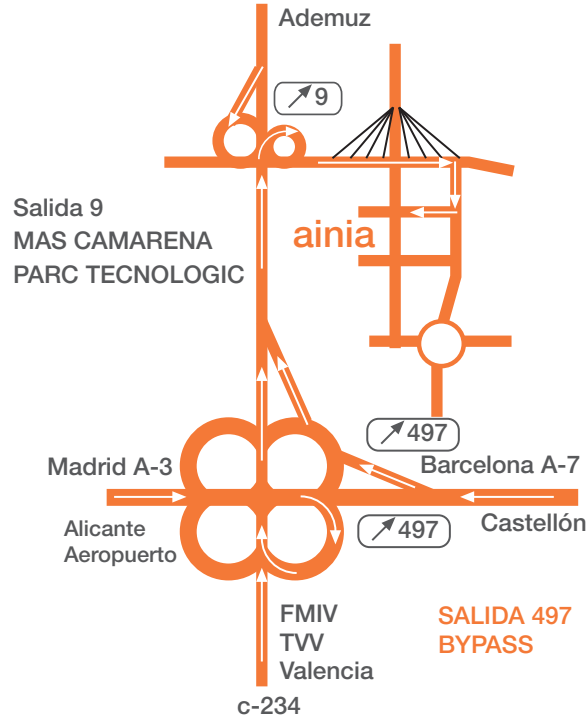 Ademuz
9
Salida 9
MAS CAMARENA
PARC TECNOLOGIC
ainia
497
Madrid A-3
Barcelona A-7
Castellón
Alicante
Aeropuerto
497
FMIV
TVV
Valencia
SALIDA 497
BYPASS
c-234